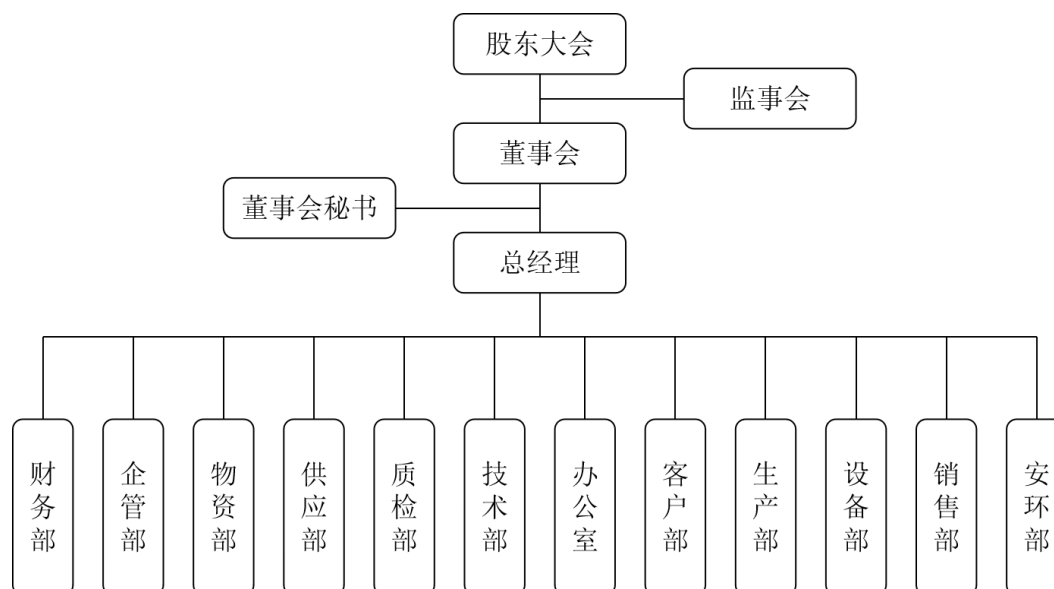 股东大会
监事会
董事会
董事会秘书
总经理
财务部
企管部
物资部
供应部
质检部
技术部
办公室
客户部
生产部
设备部
销售部
安环部